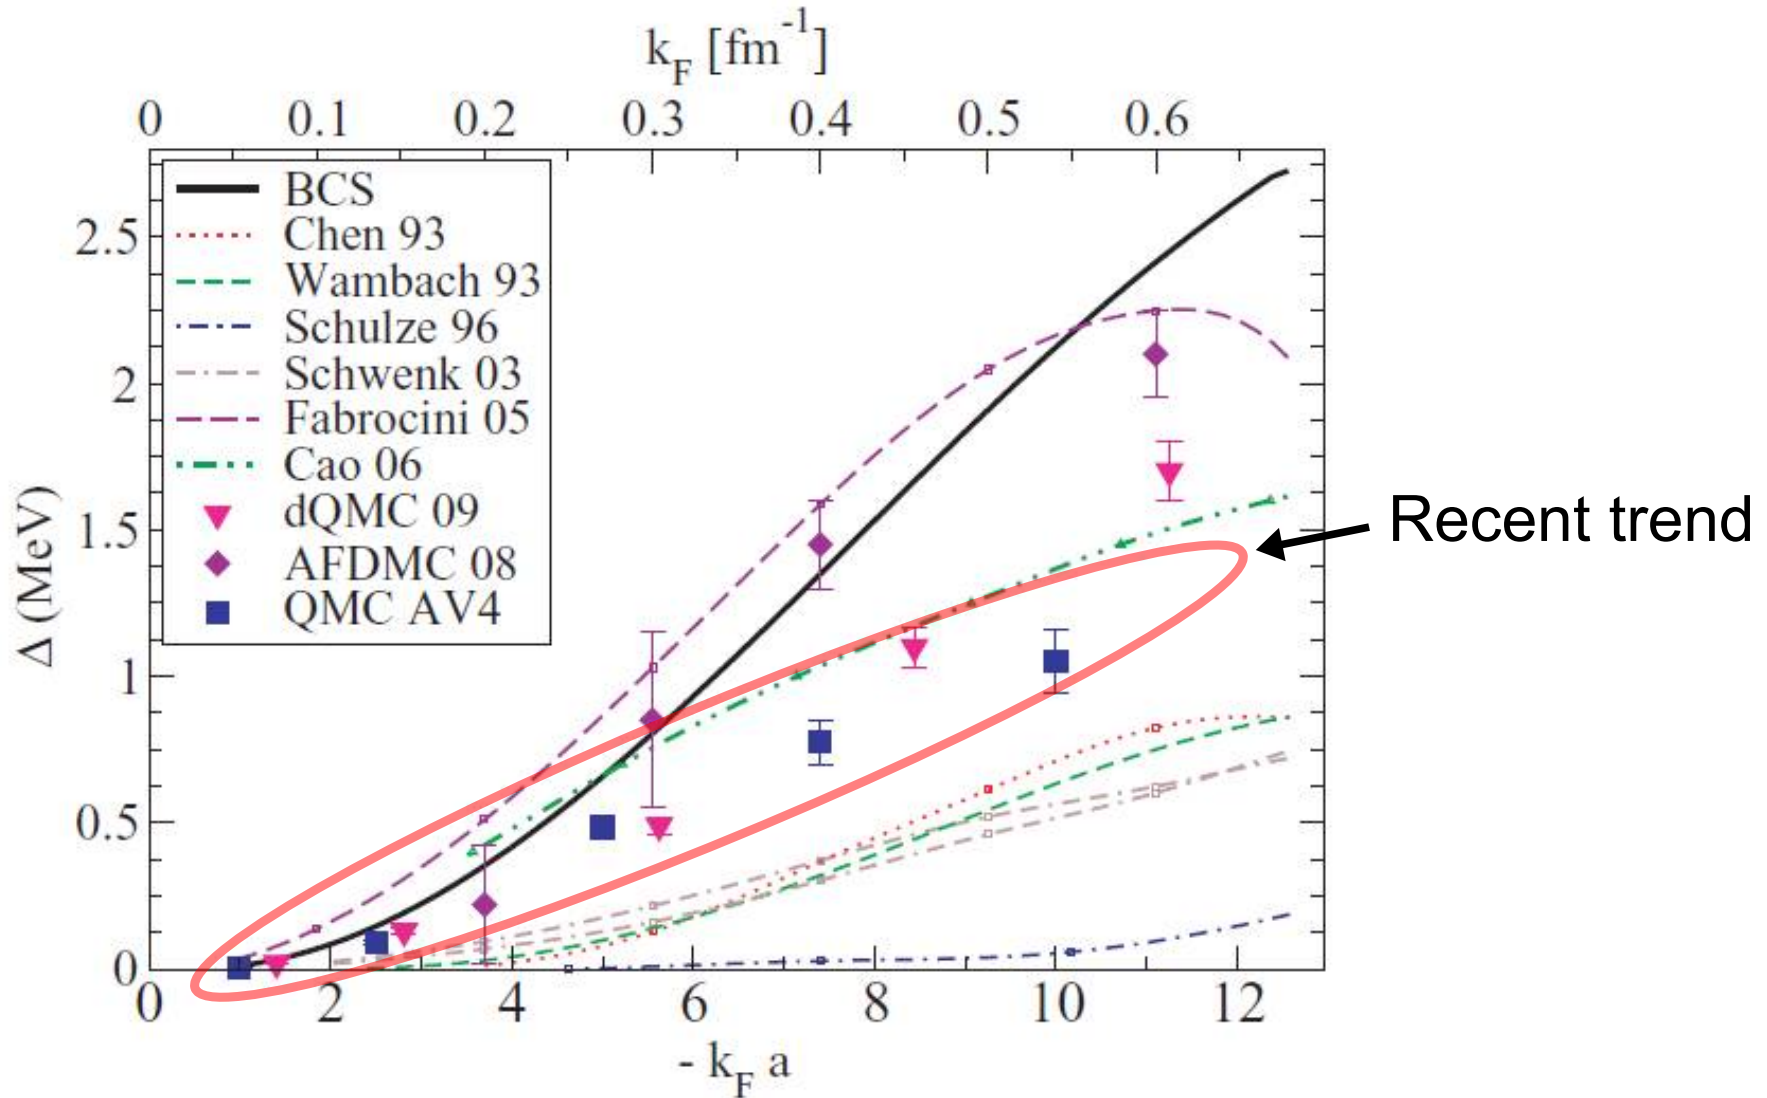 k_F [fm^-1]
0 0.1 0.2 0.3 0.4 0.5 0.6
BCS
Chen 93
Wambach 93
Schulze 96
Schwenk 03
Fabrocini 05
Cao 06
dQMC 09
AFDMC 08
QMC AV4
Δ (MeV)
2.5
2
1.5
1
0.5
0
Recent trend
0 2 4 6 8 10 12
- k_F a